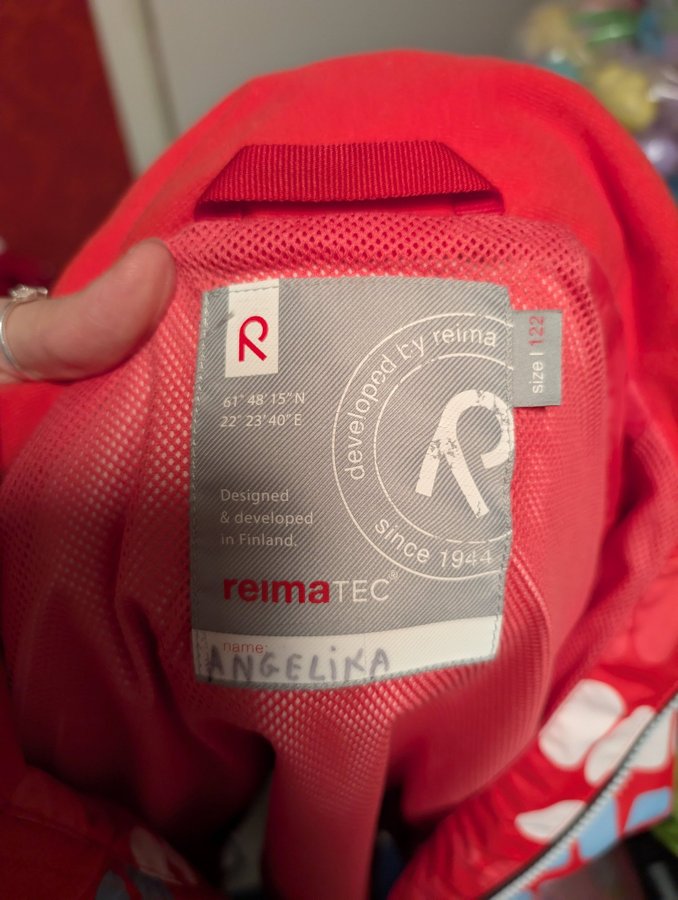 61° 48' 15" N
22° 23' 40" E
developed by reima
since 1944
size | 122
Designed
& developed
in Finland.
reimaTEC®
name:
ANGELIKA